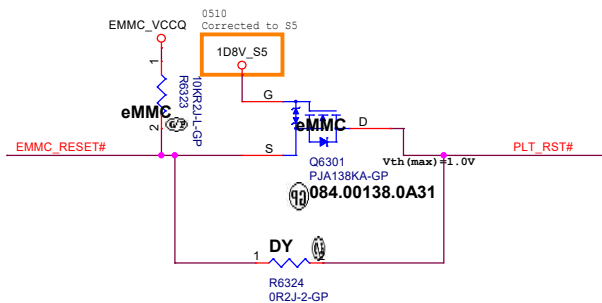 0510
Corrected to S5
EMMC_VCCQ
1D8V_S5
1
R6323
10KR2J-L-GP
eMMC
2
G
eMMC
D
S
EMMC_RESET#
PLT_RST#
Q6301
Vth(max)=1.0V
PJA138KA-GP
084.00138.0A31
DY
1
2
R6324
0R2J-2-GP